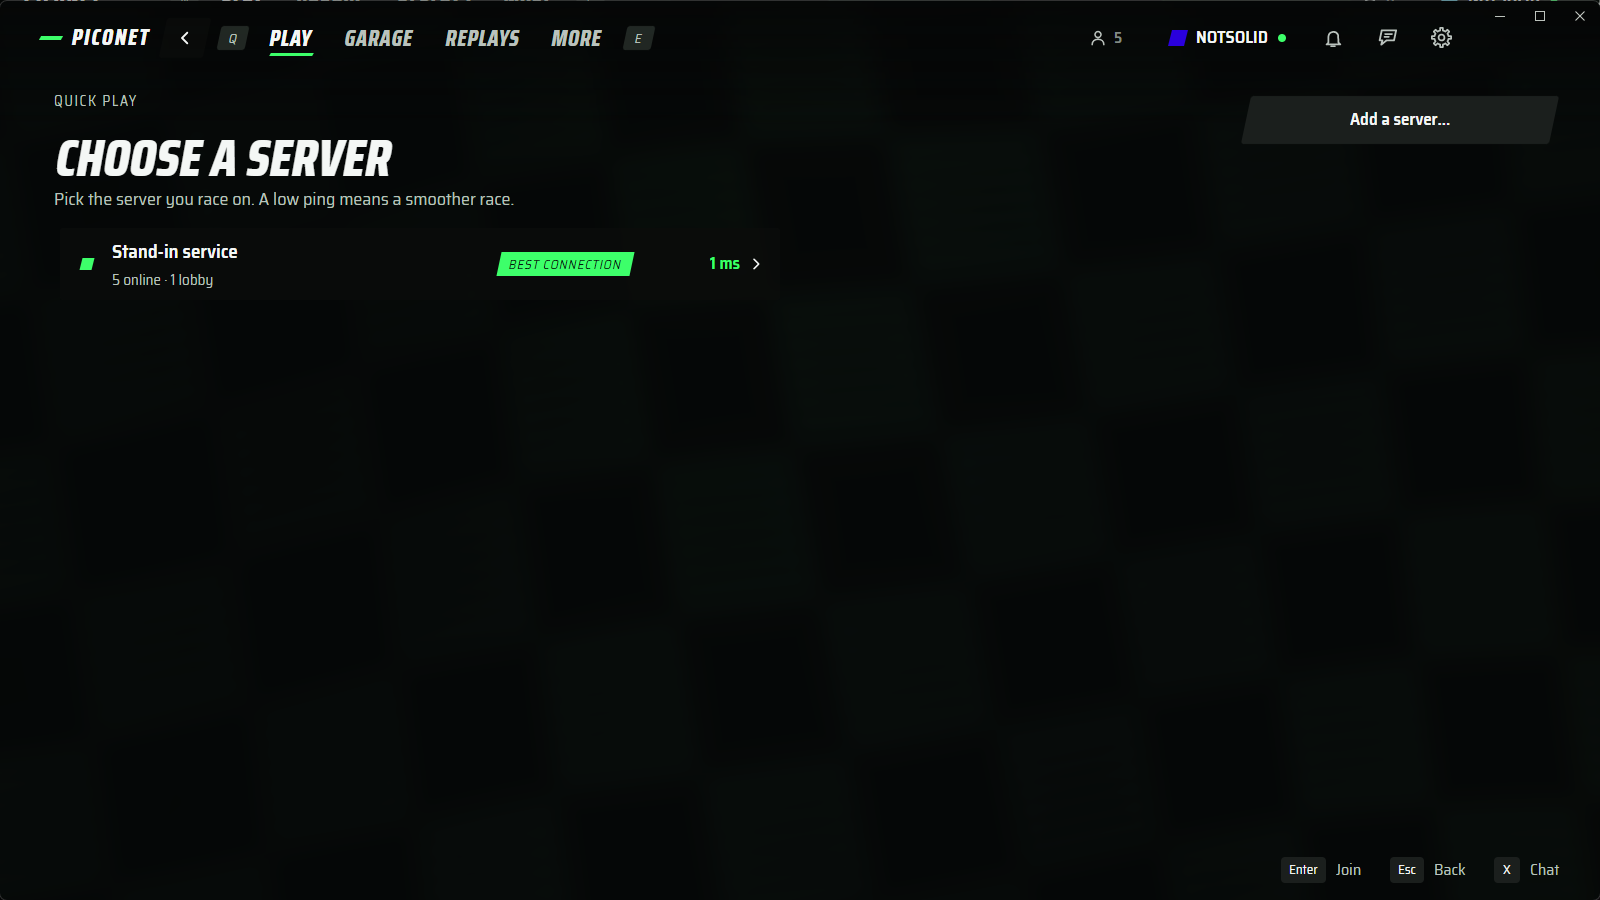 PICONET
Q
PLAY
GARAGE
REPLAYS
MORE
E
5
NOTSOLID
QUICK PLAY
Add a server...
CHOOSE A SERVER
Pick the server you race on. A low ping means a smoother race.
Stand-in service
BEST CONNECTION
1 ms
5 online · 1 lobby
Enter Join
Esc Back
X Chat